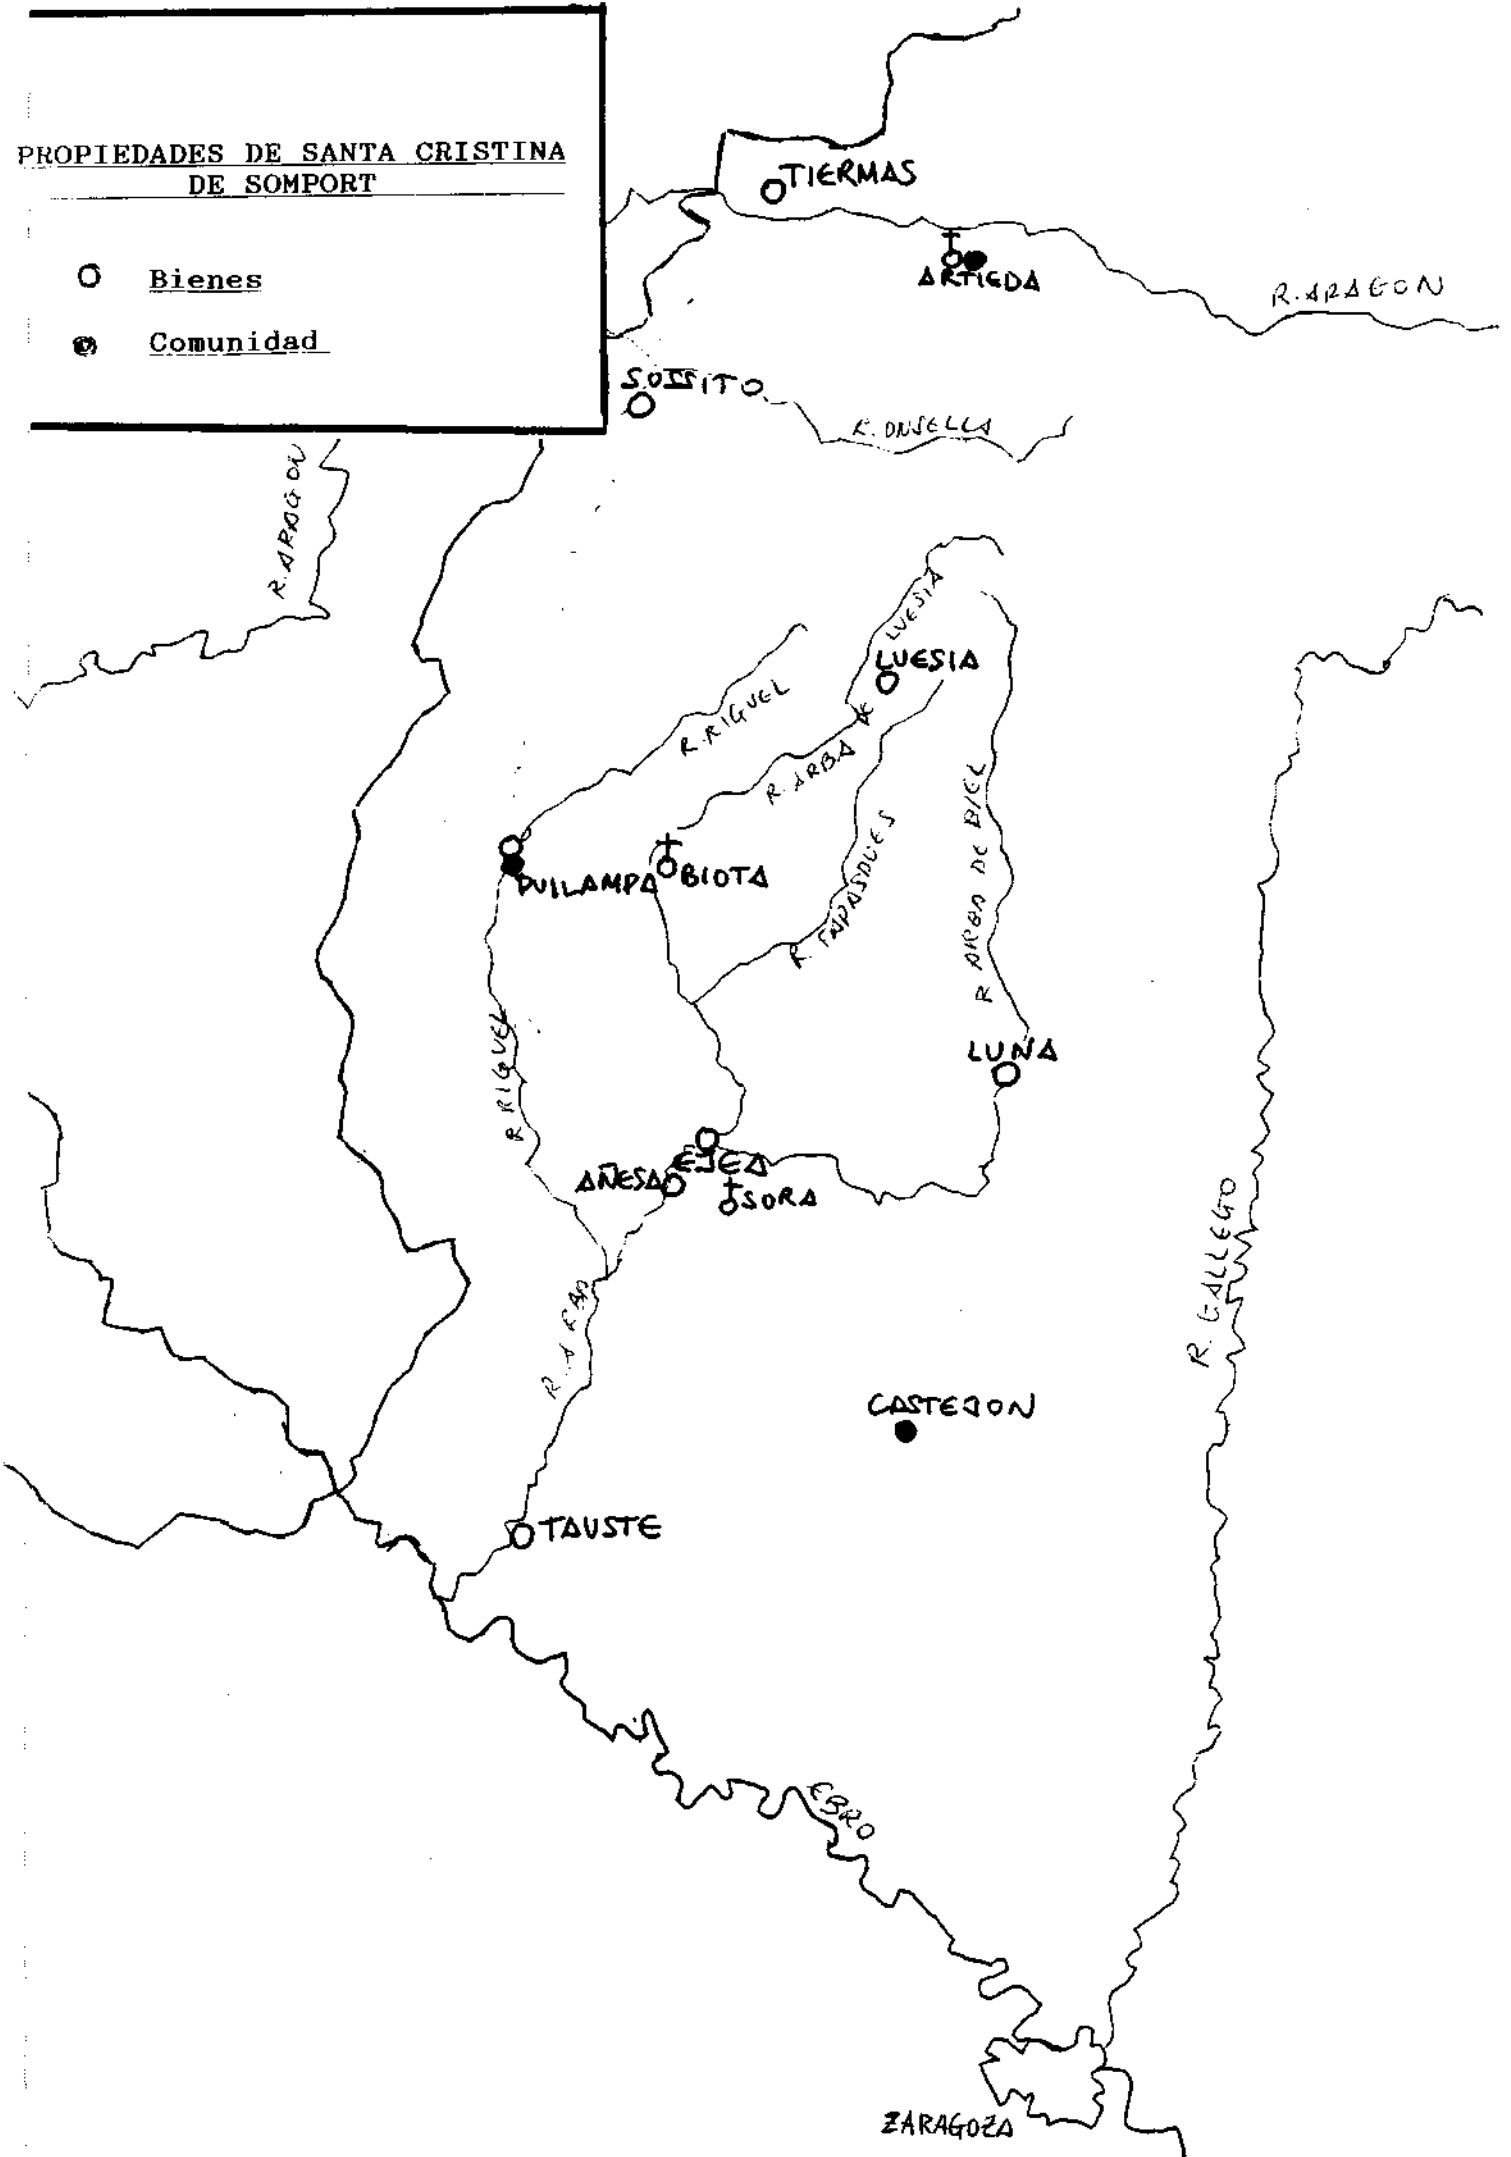 PROPIEDADES DE SANTA CRISTINA
DE SOMPORT
Bienes
Comunidad
TIERMAS
ARTIEDA
R. ARAGON
SOSSITO
R. ONSELLA
R. ARAGON
LUESIA
LUESIA
R. RIGUEL
R. ARBA DE
PUILAMPA
BIOTA
R. FARASDUES
R ARBA DE BIEL
R RIGUEL
LUNA
EJEA
AÑESA
SORA
R. GALLEGO
R. ARBA
CASTEJON
TAUSTE
EBRO
ZARAGOZA